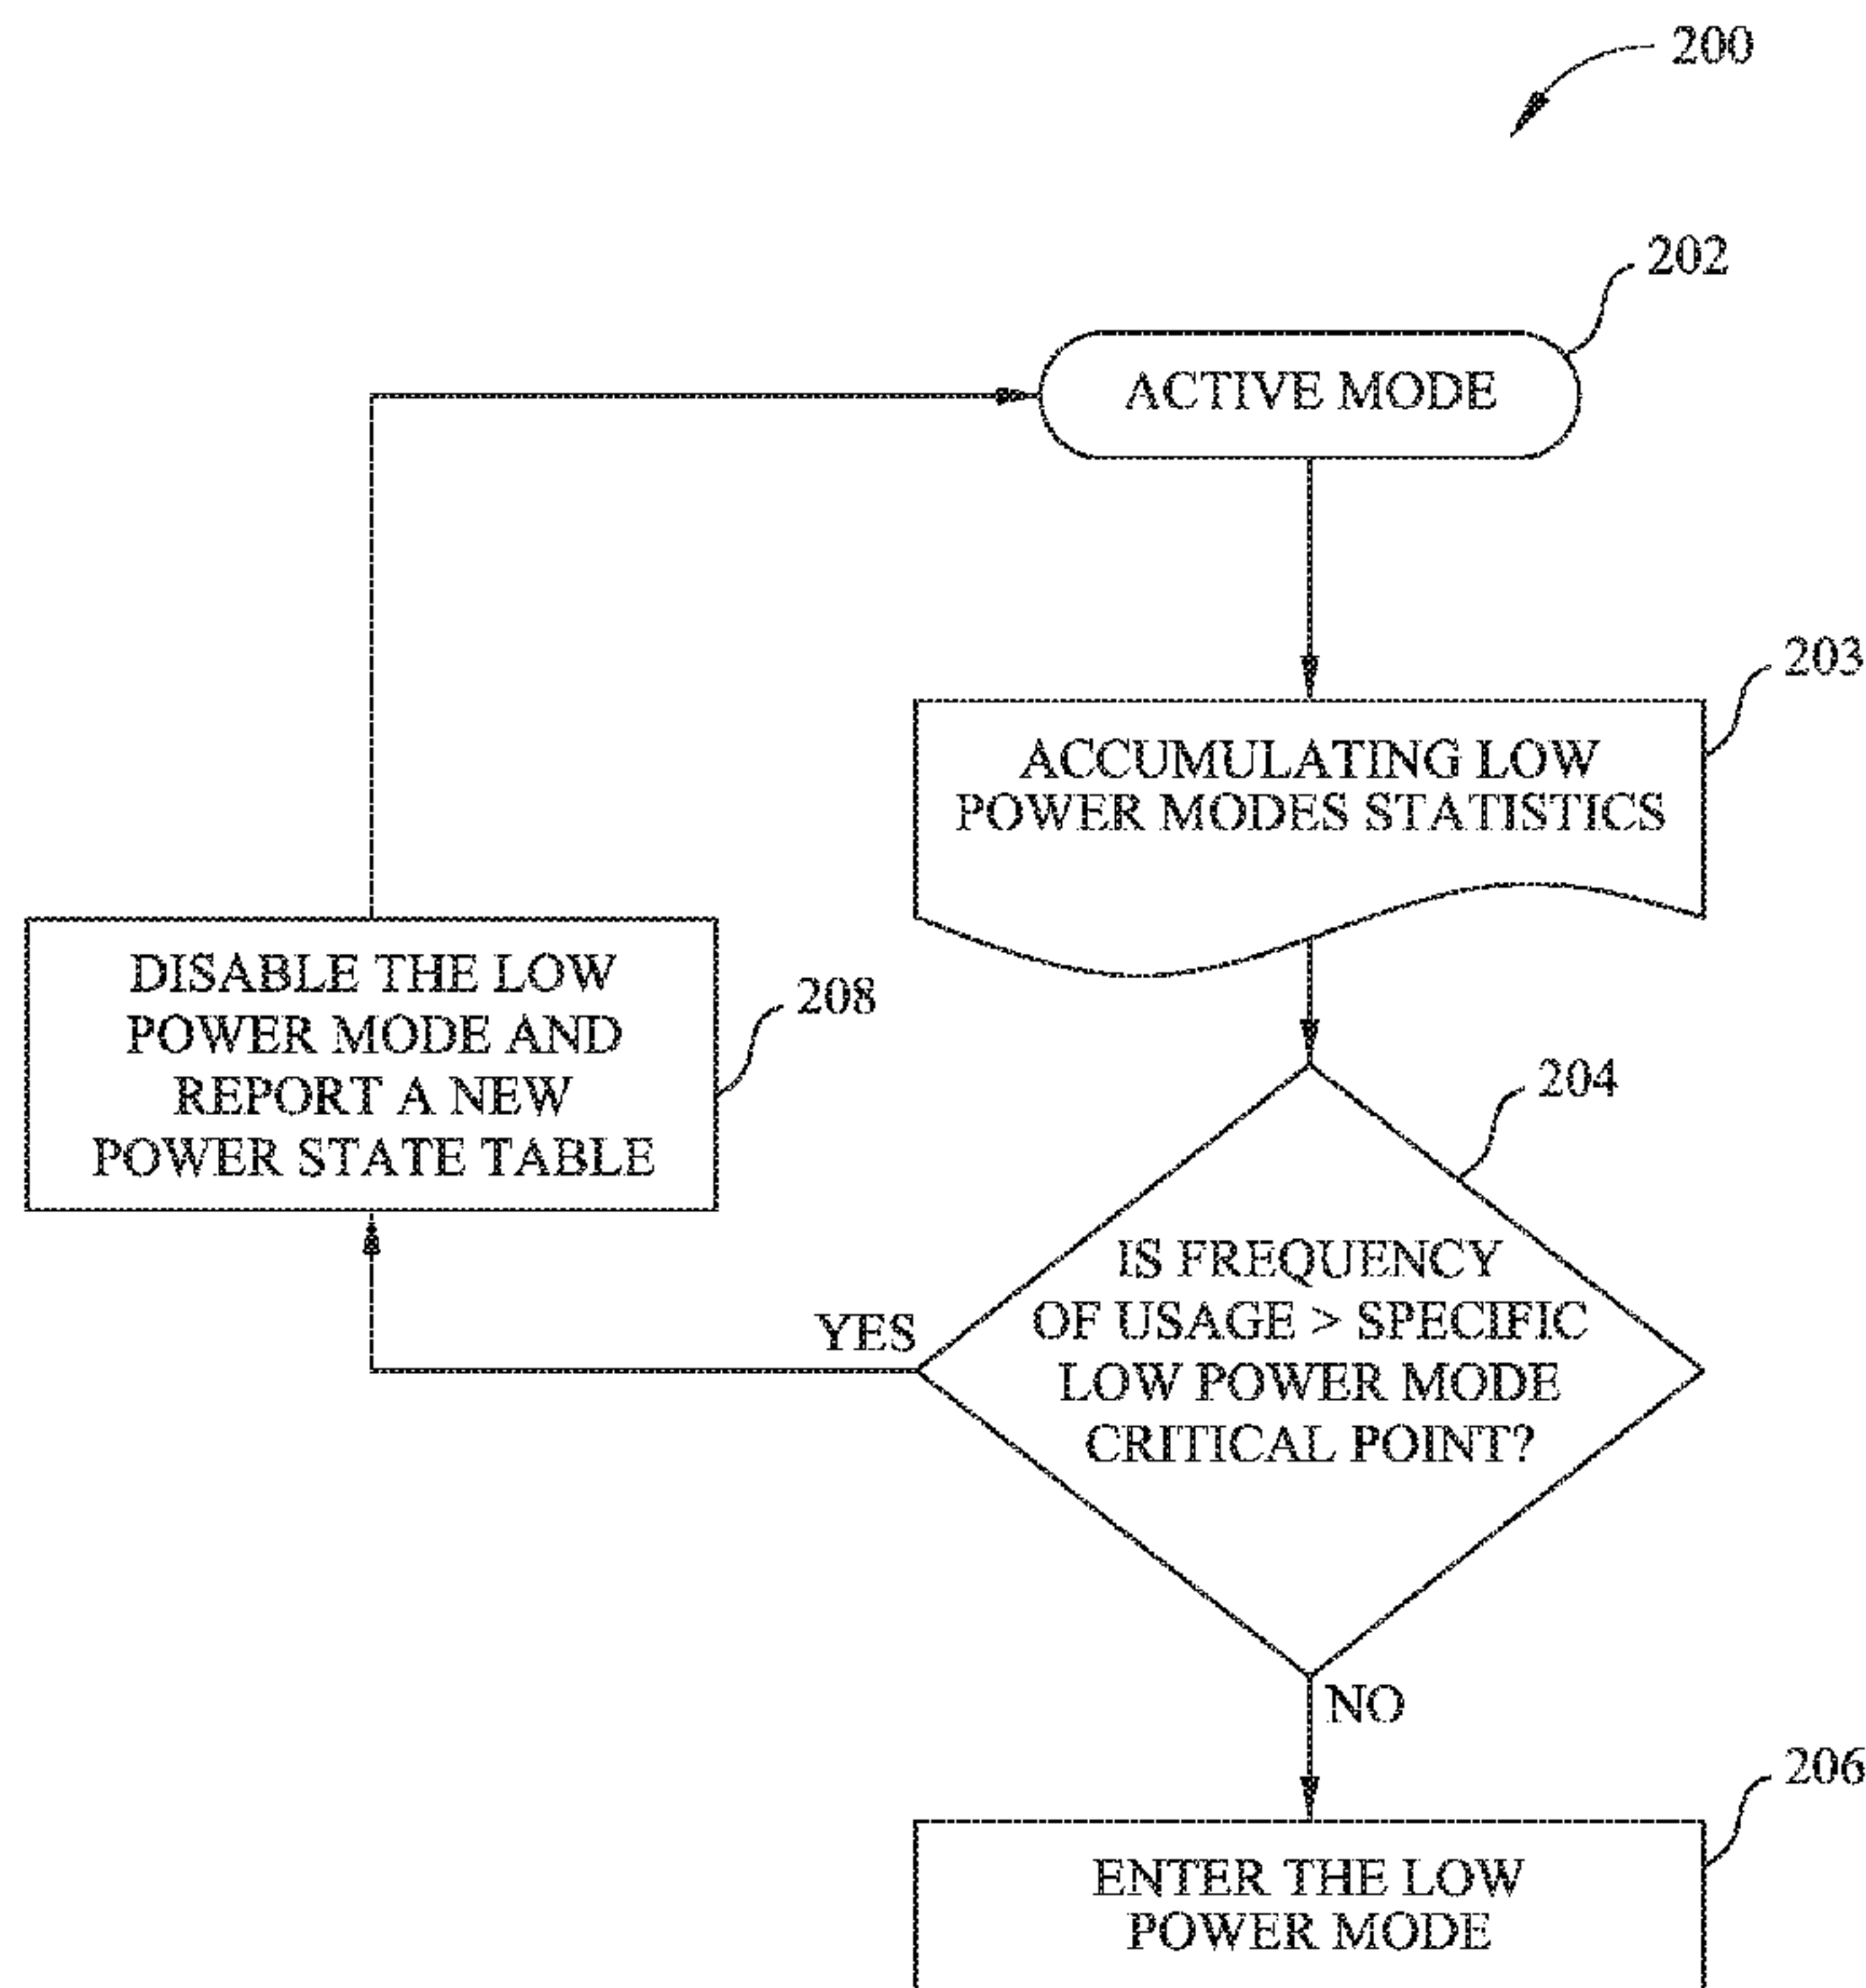 200
202
ACTIVE MODE
203
ACCUMULATING LOW
POWER MODES STATISTICS
DISABLE THE LOW
POWER MODE AND
REPORT A NEW
POWER STATE TABLE
208
204
IS FREQUENCY
OF USAGE > SPECIFIC
LOW POWER MODE
CRITICAL POINT?
YES
NO
206
ENTER THE LOW
POWER MODE